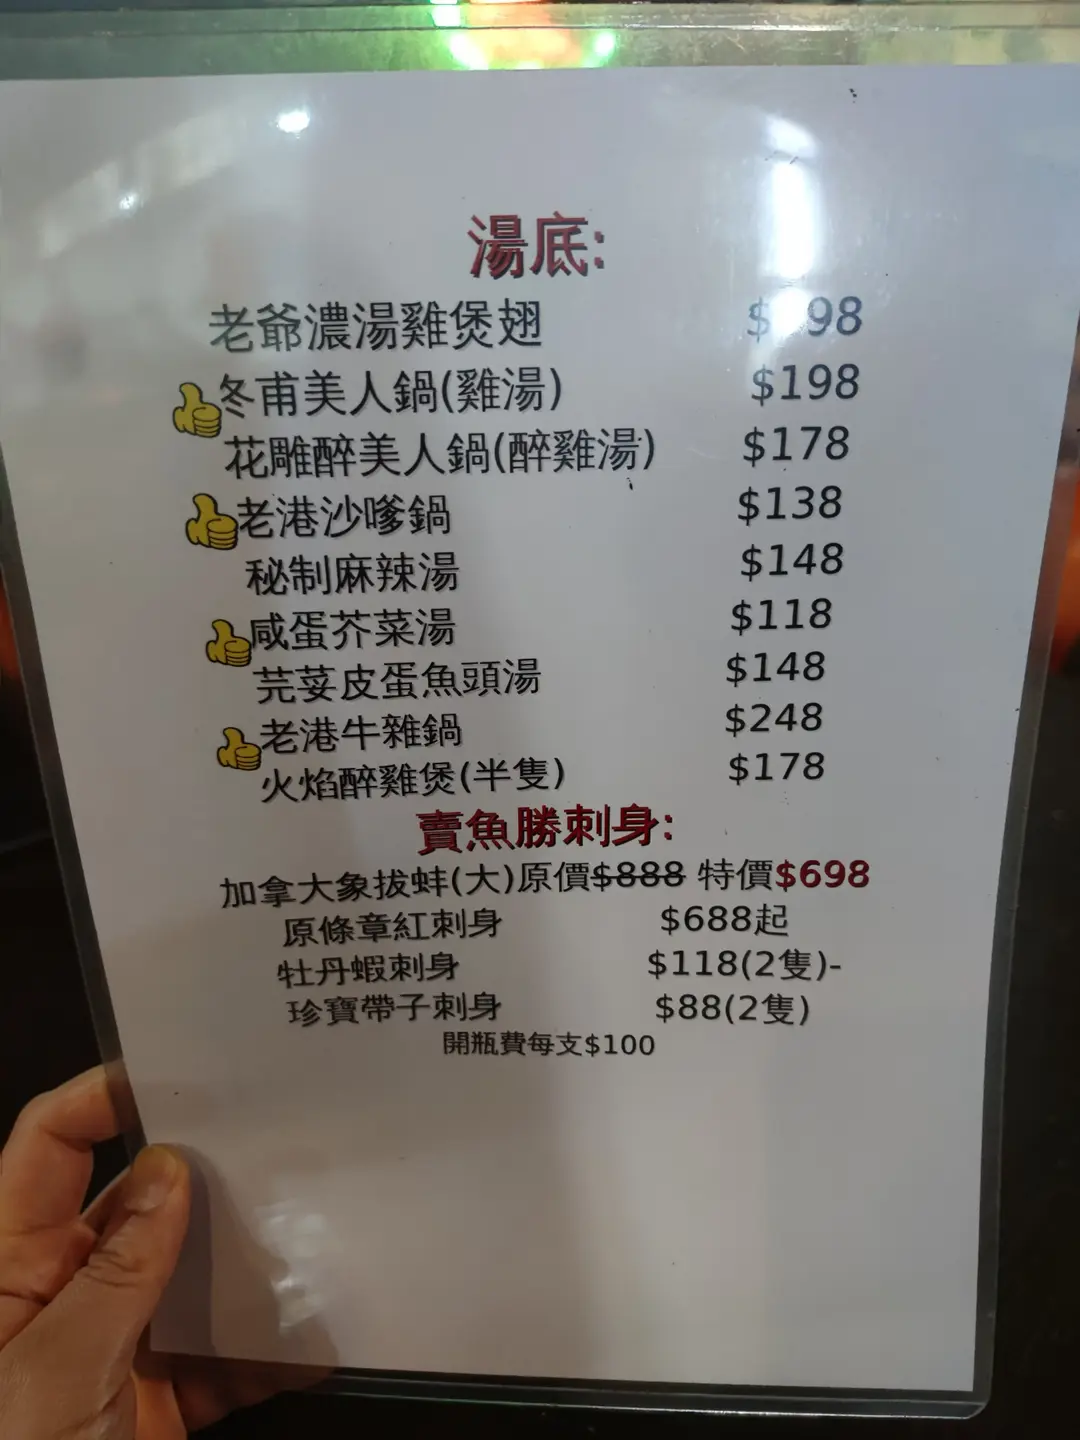 湯底:
老爺濃湯雞煲翅 $ 98
冬甫美人鍋(雞湯) $198
花雕醉美人鍋(醉雞湯) $178
老港沙嗲鍋 $138
秘制麻辣湯 $148
咸蛋芥菜湯 $118
芫荽皮蛋魚頭湯 $148
老港牛雜鍋 $248
火焰醉雞煲(半隻) $178
賣魚勝刺身:
加拿大象拔蚌(大)原價$888 特價$698
原條章紅刺身 $688起
牡丹蝦刺身 $118(2隻)-
珍寶帶子刺身 $88(2隻)
開瓶費每支$100